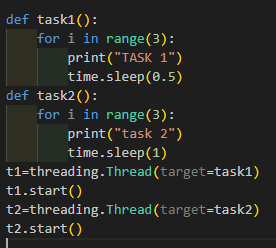 def task1():
    for i in range(3):
        print("TASK 1")
        time.sleep(0.5)
def task2():
    for i in range(3):
        print("task 2")
        time.sleep(1)
t1=threading.Thread(target=task1)
t1.start()
t2=threading.Thread(target=task2)
t2.start()